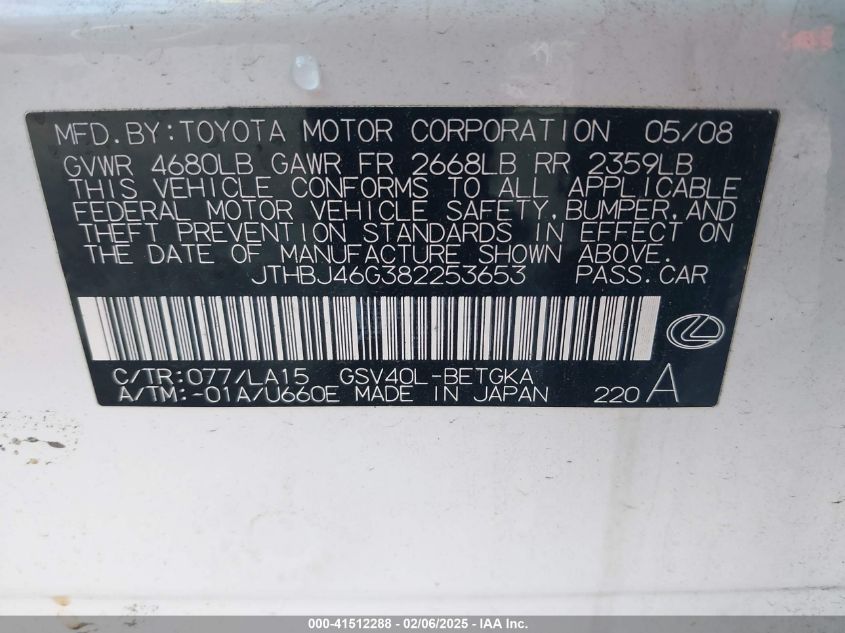 MFD.BY:TOYOTA MOTOR CORPORATION 05/08
GVWR 4680LB GAWR FR 2668LB RR 2359LB
THIS VEHICLE CONFORMS TO ALL APPLICABLE
FEDERAL MOTOR VEHICLE SAFETY,BUMPER,AND
THEFT PREVENTION STANDARDS IN EFFECT ON
THE DATE OF MANUFACTURE SHOWN ABOVE.
JTHBJ46G382253653 PASS.CAR
C/TR:077/LA15 GSV40L-BETGKA
A/TM:-01A/U660E MADE IN JAPAN 220 A
000-41512288 - 02/06/2025 - IAA Inc.